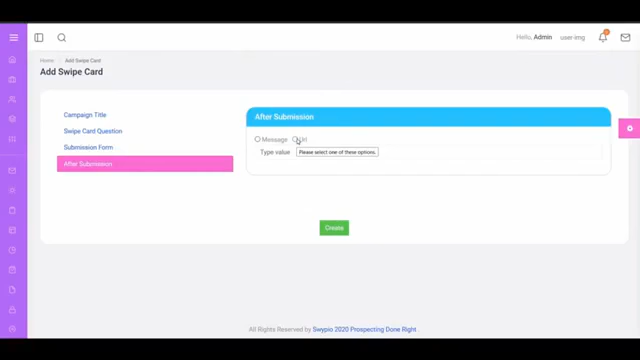 Hello, Admin
user-img
Home
Add Swipe Card
Add Swipe Card
Campaign Title
Swipe Card Question
Submission Form
After Submission
After Submission
Message
Url
Type value
Please select one of these options.
Create
All Rights Reserved by Swypio 2020 Prospecting Done Right.